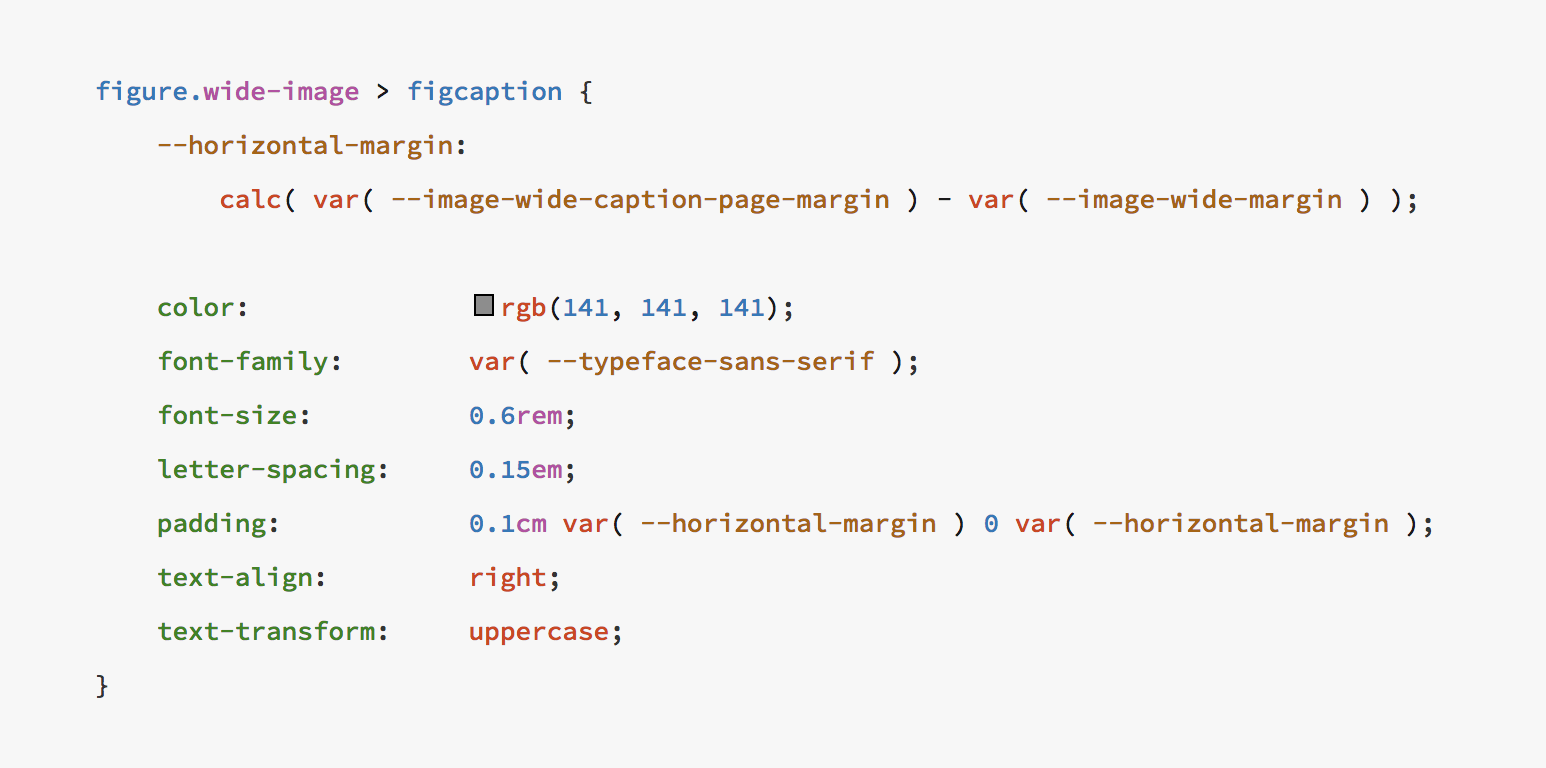 figure.wide-image > figcaption {
    --horizontal-margin:
        calc( var( --image-wide-caption-page-margin ) - var( --image-wide-margin ) );
    color:              rgb(141, 141, 141);
    font-family:        var( --typeface-sans-serif );
    font-size:          0.6rem;
    letter-spacing:     0.15em;
    padding:            0.1cm var( --horizontal-margin ) 0 var( --horizontal-margin );
    text-align:         right;
    text-transform:     uppercase;
}